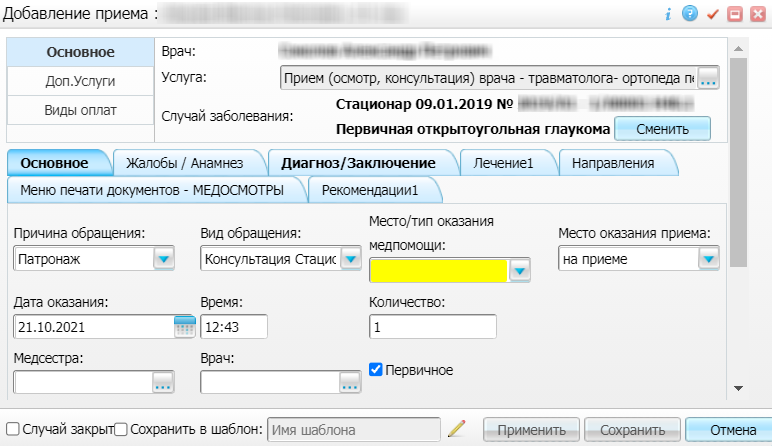 Добавление приема :
Основное
Доп.Услуги
Виды оплат
Врач:
Услуга: Прием (осмотр, консультация) врача - травматолога- ортопеда пе ...
Случай заболевания: Стационар 09.01.2019 №
Первичная открытоугольная глаукома Сменить
Основное Жалобы / Анамнез Диагноз/Заключение Лечение1 Направления
Меню печати документов - МЕДОСМОТРЫ Рекомендации1
Причина обращения: Вид обращения: Место/тип оказания медпомощи: Место оказания приема:
Патронаж Консультация Стацис на приеме
Дата оказания: Время: Количество:
21.10.2021 12:43 1
Медсестра: Врач: Первичное
... ...
Случай закрыт Сохранить в шаблон: Имя шаблона Применить Сохранить Отмена